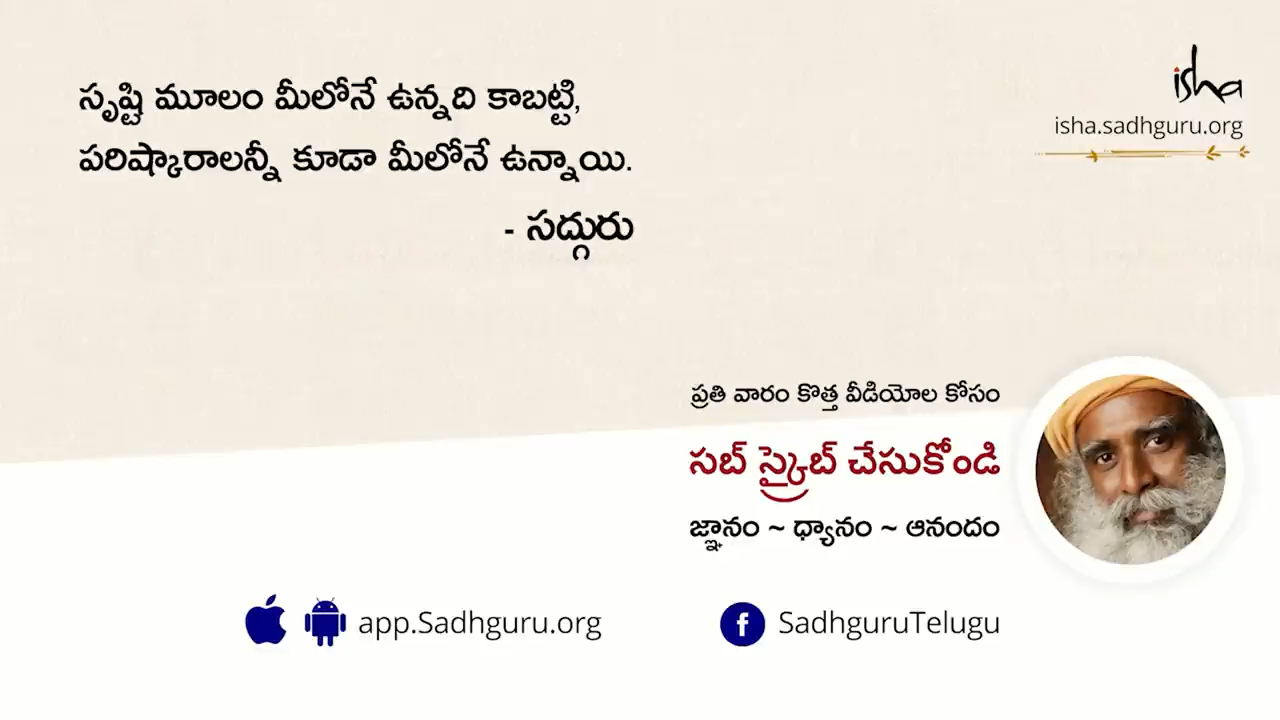 సృష్టి మూలం మీలోనే ఉన్నది కాబట్టి,
పరిష్కారాలన్నీ కూడా మీలోనే ఉన్నాయి.
- సద్గురు
isha
isha.sadhguru.org
ప్రతి వారం కొత్త వీడియోల కోసం
సబ్ స్క్రైబ్ చేసుకోండి
జ్ఞానం ~ ధ్యానం ~ ఆనందం
app.Sadhguru.org
f SadhguruTelugu